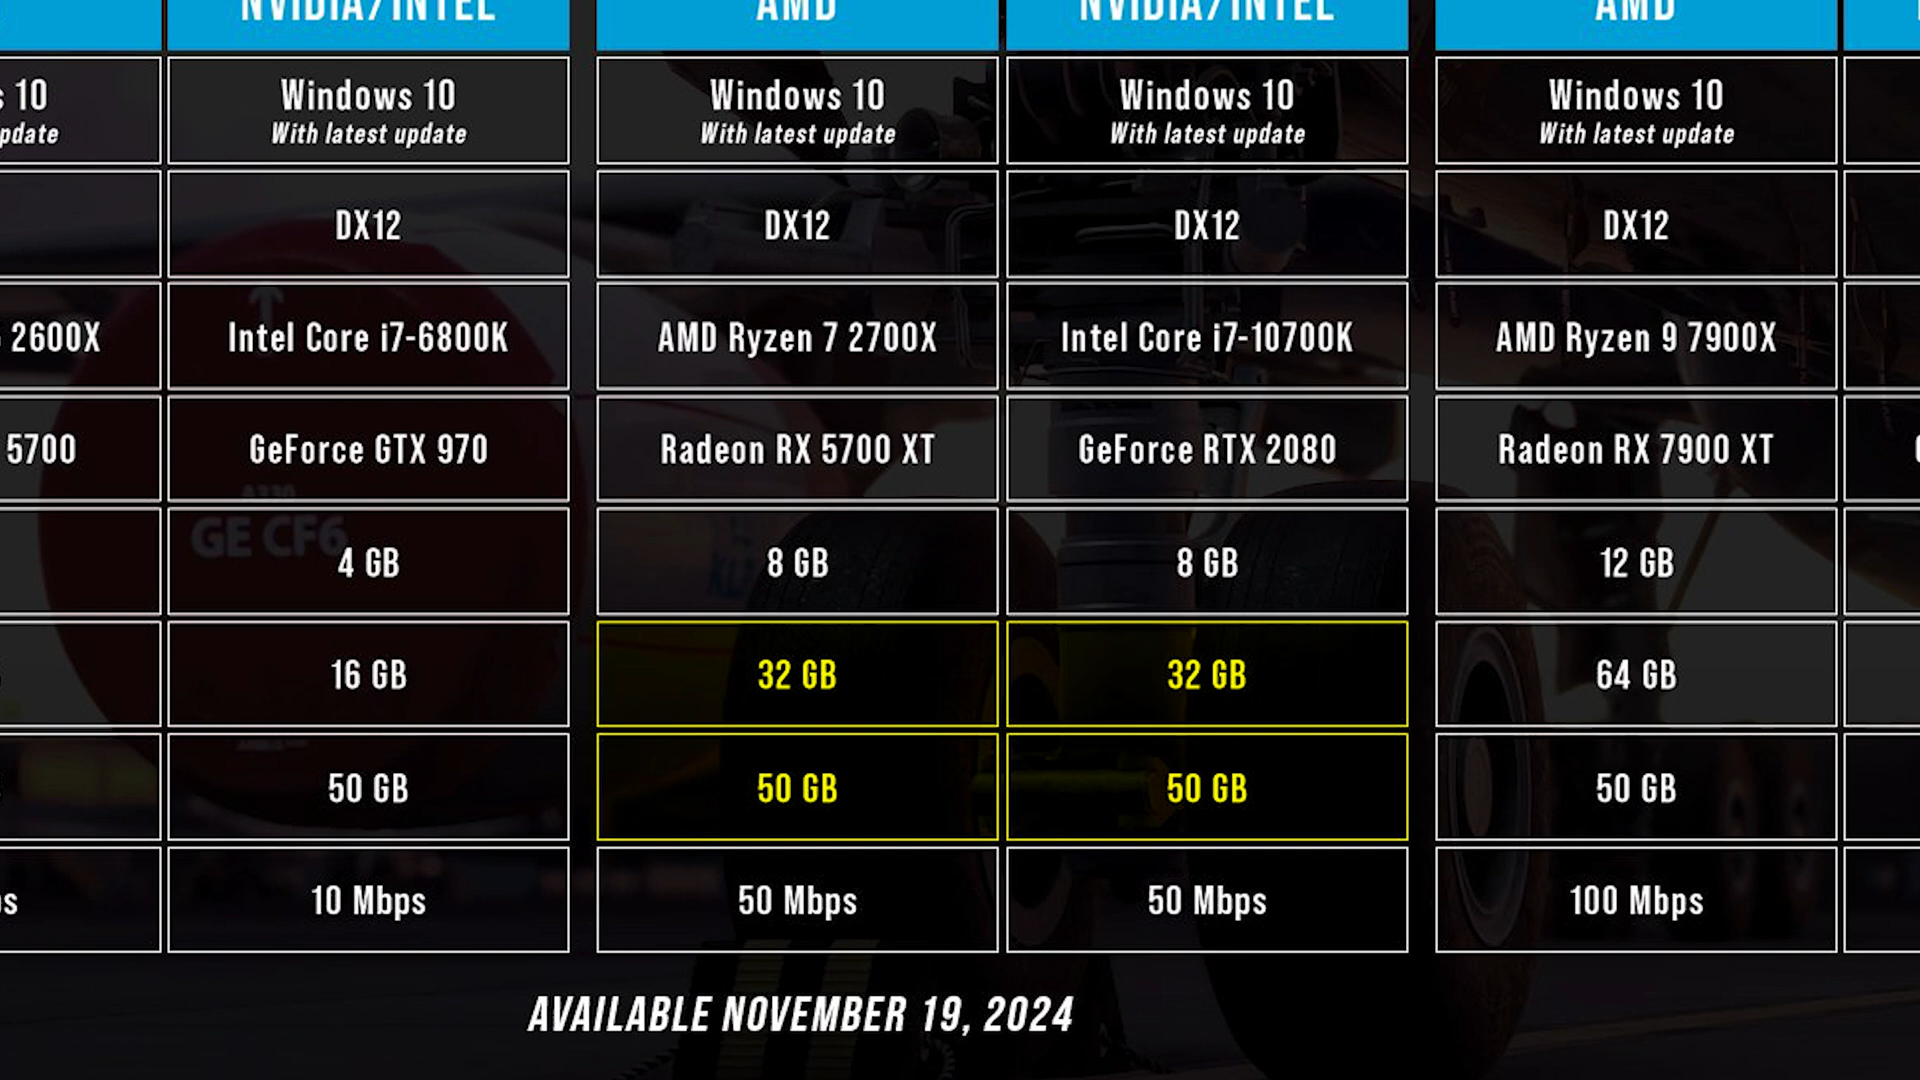 NVIDIA/INTEL AMD NVIDIA/INTEL AMD
10 Windows 10 Windows 10 Windows 10 Windows 10
With latest update With latest update With latest update With latest update
DX12 DX12 DX12 DX12
2600X Intel Core i7-6800K AMD Ryzen 7 2700X Intel Core i7-10700K AMD Ryzen 9 7900X
5700 GeForce GTX 970 Radeon RX 5700 XT GeForce RTX 2080 Radeon RX 7900 XT
A330
GE CF6
4 GB 8 GB 8 GB 12 GB
16 GB 32 GB 32 GB 64 GB
50 GB 50 GB 50 GB 50 GB
10 Mbps 50 Mbps 50 Mbps 100 Mbps
AVAILABLE NOVEMBER 19, 2024